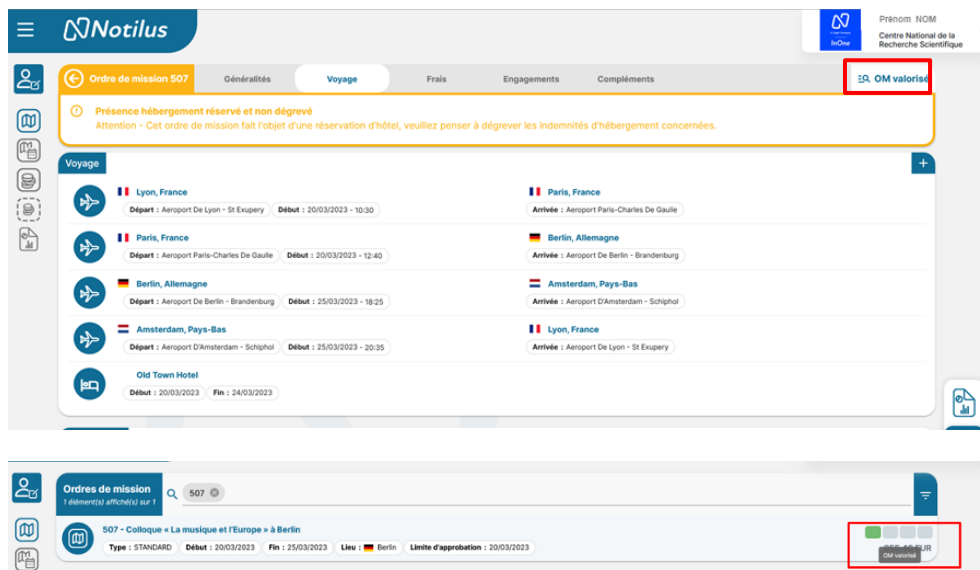 Notilus
InOne
Prénom NOM
Centre National de la
Recherche Scientifique
Ordre de mission 507 Généralités Voyage Frais Engagements Compléments OM valorisé
Présence hébergement réservé et non dégrevé
Attention - Cet ordre de mission fait l'objet d'une réservation d'hôtel, veuillez penser à dégrever les indemnités d'hébergement concernées.
Voyage +
Lyon, France Paris, France
Départ : Aeroport De Lyon - St Exupery Début : 20/03/2023 - 10:30 Arrivée : Aeroport Paris-Charles De Gaulle
Paris, France Berlin, Allemagne
Départ : Aeroport Paris-Charles De Gaulle Début : 20/03/2023 - 12:40 Arrivée : Aeroport De Berlin - Brandenburg
Berlin, Allemagne Amsterdam, Pays-Bas
Départ : Aeroport De Berlin - Brandenburg Début : 25/03/2023 - 18:25 Arrivée : Aeroport D'Amsterdam - Schiphol
Amsterdam, Pays-Bas Lyon, France
Départ : Aeroport D'Amsterdam - Schiphol Début : 25/03/2023 - 20:35 Arrivée : Aeroport De Lyon - St Exupery
Old Town Hotel
Début : 20/03/2023 Fin : 24/03/2023
Ordres de mission
1 élément(s) affiché(s) sur 1
507
507 - Colloque « La musique et l'Europe » à Berlin
Type : STANDARD Début : 20/03/2023 Fin : 25/03/2023 Lieu : Berlin Limite d'approbation : 20/03/2023
EUR
OM valorisé